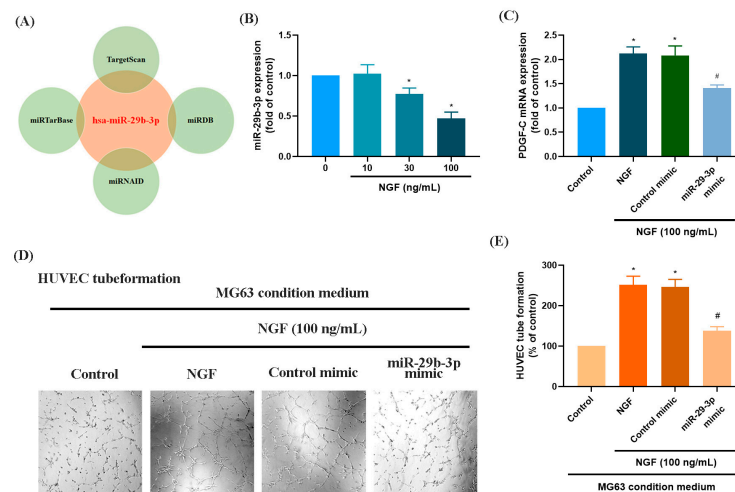 (A)
TargetScan
miRTarBase
hsa-miR-29b-3p
miRDB
miRNAID
(B)
miR-29b-3p expression
(fold of control)
1.5
1.0
0.5
0.0
*
*
0
10
30
100
NGF (ng/mL)
(C)
PDGF-C mRNA expression
(fold of control)
2.5
2.0
1.5
1.0
0.5
0.0
*
*
#
Control
NGF
Control mimic
miR-29-3p
mimic
NGF (100 ng/mL)
(D)
HUVEC tubeformation
MG63 condition medium
NGF (100 ng/mL)
Control
NGF
Control mimic
miR-29b-3p
mimic
(E)
HUVEC tube formation
(% of control)
300
200
100
0
*
*
#
Control
NGF
Control mimic
miR-29b-3p
mimic
NGF (100 ng/mL)
MG63 condition medium